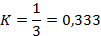 K = 1/3 = 0,333